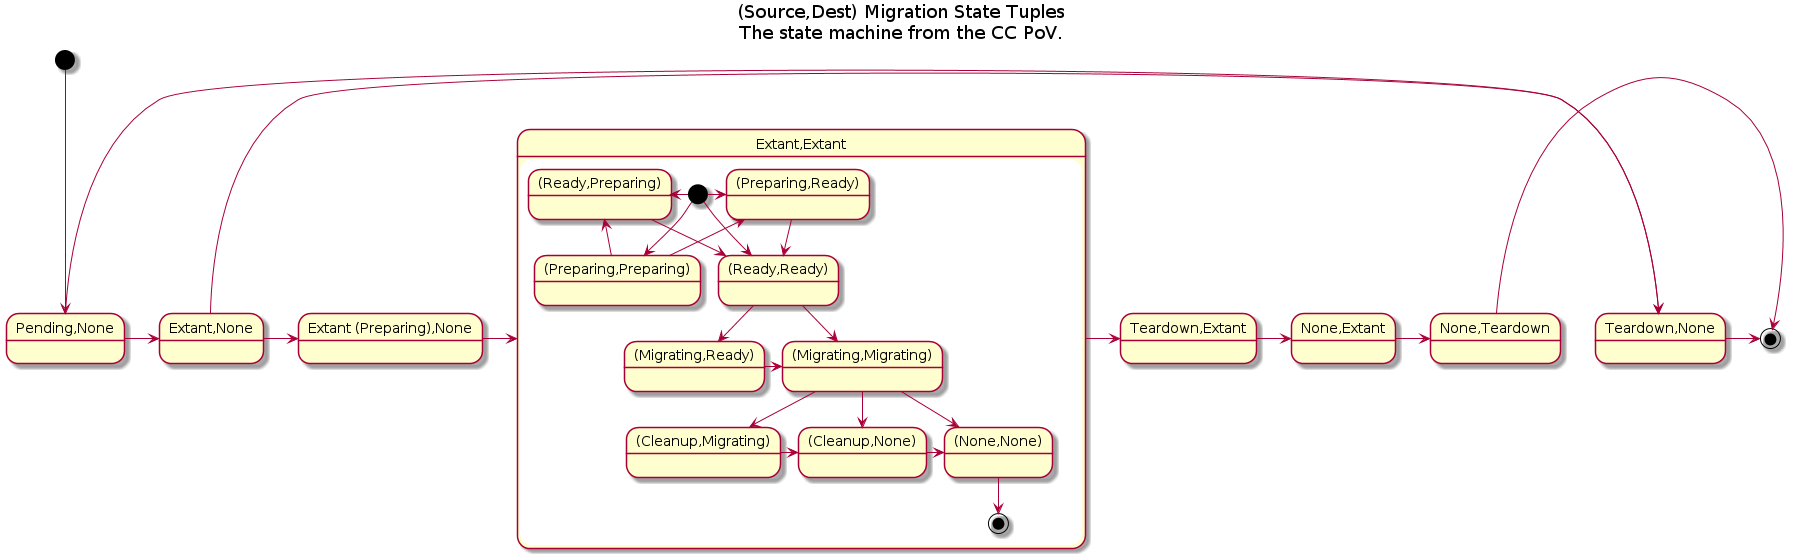 (Source,Dest) Migration State Tuples
The state machine from the CC PoV.
Extant,Extant
(Ready,Preparing)
(Preparing,Ready)
(Preparing,Preparing)
(Ready,Ready)
Pending,None
Extant,None
Extant (Preparing),None
Teardown,Extant
None,Extant
None,Teardown
Teardown,None
(Migrating,Ready)
(Migrating,Migrating)
(Cleanup,Migrating)
(Cleanup,None)
(None,None)